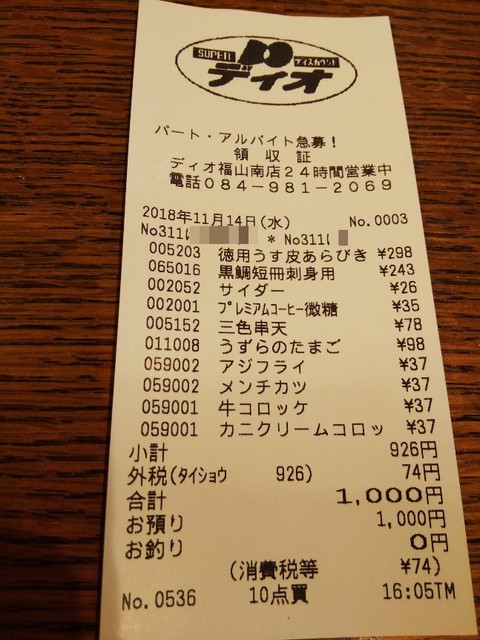 SUPER ディスカウント
ディオ
パート・アルバイト急募!
領収証
ディオ福山南店24時間営業中
電話084-981-2069
2018年11月14日(水) No.0003
No311 * No311
005203 徳用うす皮あらびき ¥298
065016 黒鯛短冊刺身用 ¥243
002052 サイダー ¥26
002001 プレミアムコーヒー微糖 ¥35
005152 三色串天 ¥78
011008 うずらのたまご ¥98
059002 アジフライ ¥37
059002 メンチカツ ¥37
059001 牛コロッケ ¥37
059001 カニクリームコロッ ¥37
小計 926円
外税(タイショウ 926) 74円
合計 1,000円
お預り 1,000円
お釣り 0円
(消費税等 ¥74)
No.0536 10点買 16:05TM